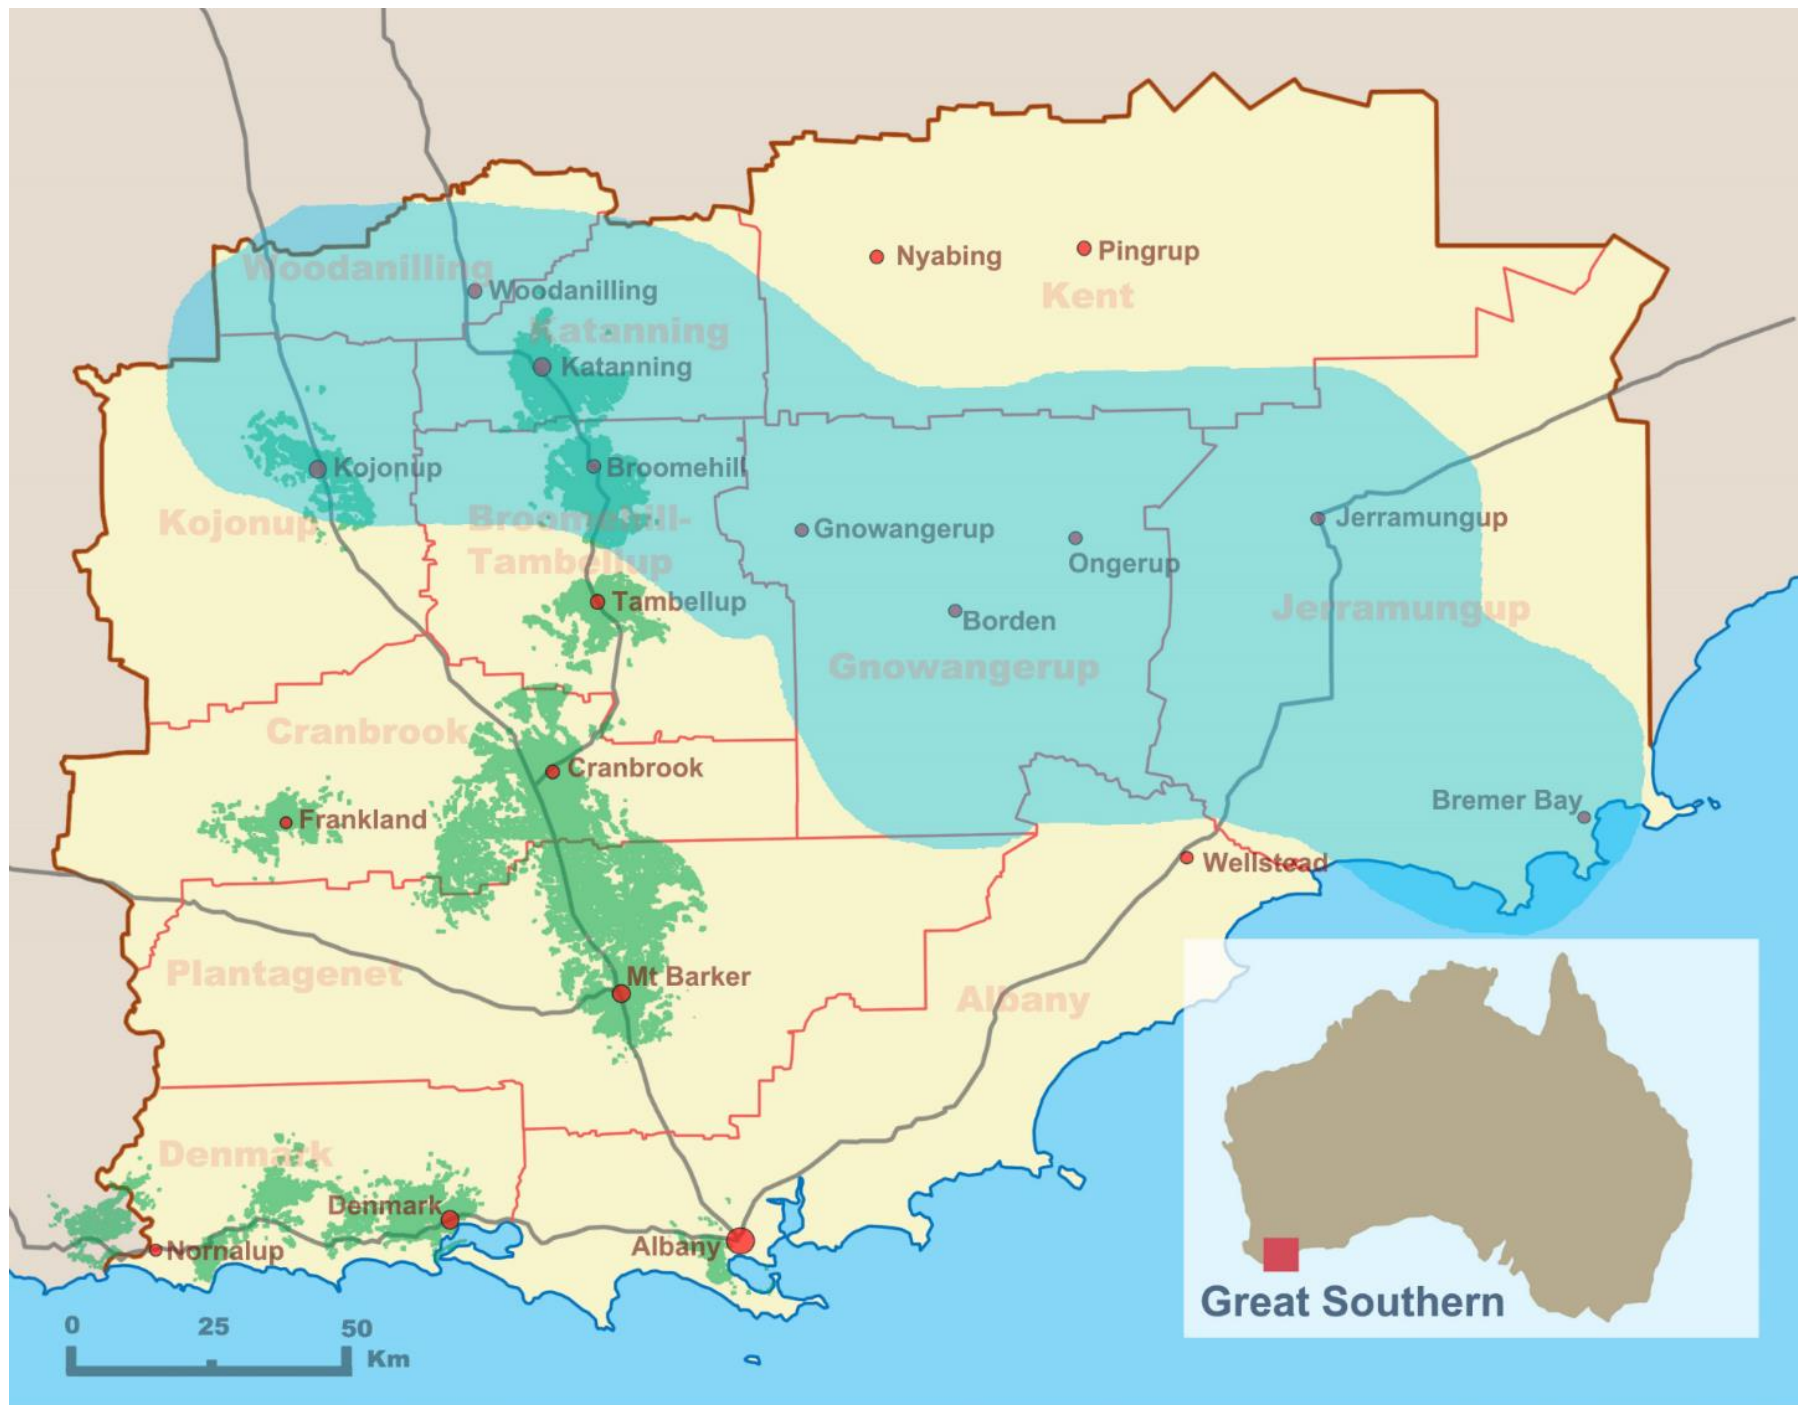 Nyabing
Pingrup
Kent
Woodanilling
Woodanilling
Katanning
Katanning
Kojonup
Broomehill
Kojonup
Broomehill-
Tambellup
Gnowangerup
Ongerup
Jerramungup
Tambellup
Borden
Jerramungup
Gnowangerup
Cranbrook
Cranbrook
Frankland
Bremer Bay
Wellstead
Plantagenet
Mt Barker
Albany
Denmark
Denmark
Nornalup
Albany
Great Southern
0 25 50
Km